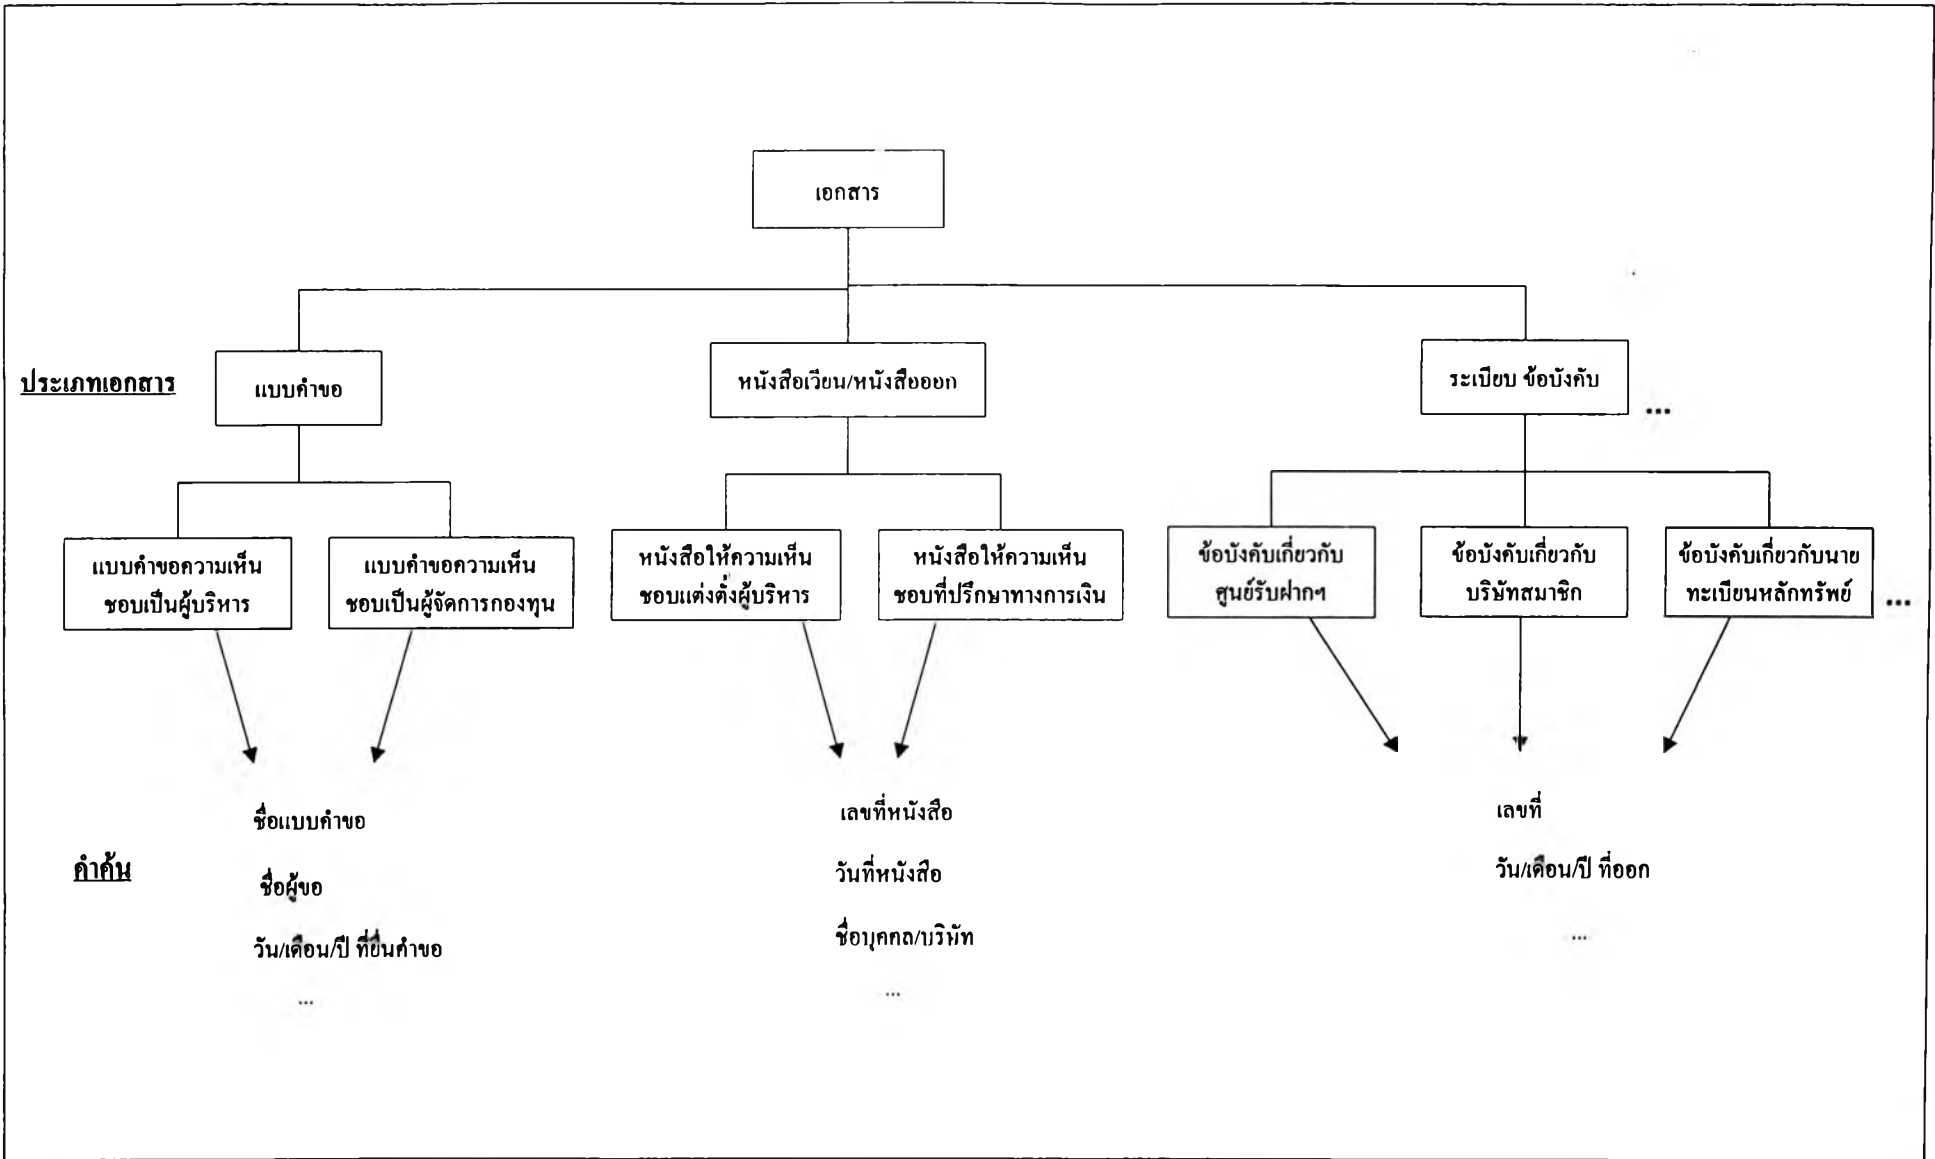 เอกสาร
ประเภทเอกสาร
แบบคำขอ
หนังสือเวียน/หนังสือออก
ระเบียบ ข้อบังคับ
...
แบบคำขอความเห็น
ชอบเป็นผู้บริหาร
แบบคำขอความเห็น
ชอบเป็นผู้จัดการกองทุน
หนังสือให้ความเห็น
ชอบแต่งตั้งผู้บริหาร
หนังสือให้ความเห็น
ชอบที่ปรึกษาทางการเงิน
ข้อบังคับเกี่ยวกับ
ศูนย์รับฝากฯ
ข้อบังคับเกี่ยวกับ
บริษัทสมาชิก
ข้อบังคับเกี่ยวกับนาย
ทะเบียนหลักทรัพย์
...
คำค้น
ชื่อแบบคำขอ
ชื่อผู้ขอ
วัน/เดือน/ปี ที่ยื่นคำขอ
...
เลขที่หนังสือ
วันที่หนังสือ
ชื่อบุคคล/บริษัท
...
เลขที่
วัน/เดือน/ปี ที่ออก
...